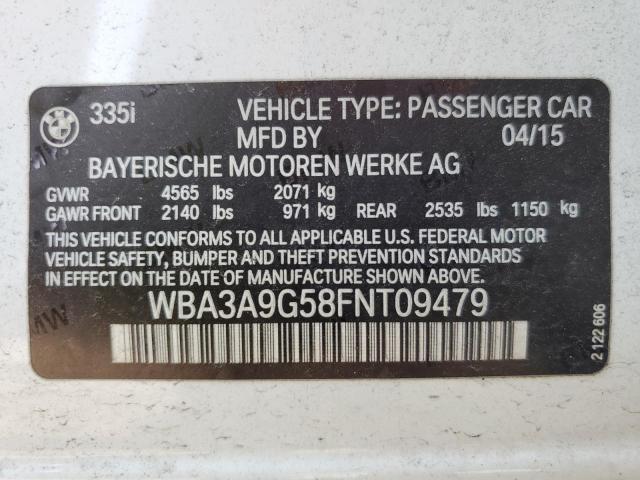 335i VEHICLE TYPE: PASSENGER CAR
MFD BY 04/15
BAYERISCHE MOTOREN WERKE AG
GVWR 4565 lbs 2071 kg
GAWR FRONT 2140 lbs 971 kg REAR 2535 lbs 1150 kg
THIS VEHICLE CONFORMS TO ALL APPLICABLE U.S. FEDERAL MOTOR
VEHICLE SAFETY, BUMPER AND THEFT PREVENTION STANDARDS
IN EFFECT ON THE DATE OF MANUFACTURE SHOWN ABOVE.
WBA3A9G58FNT09479
2 122 606